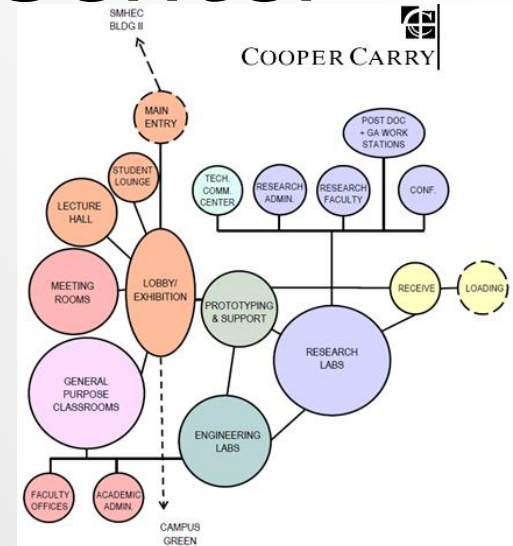 SMHEC
BLDG II
COOPER CARRY
MAIN
ENTRY
POST DOC
+ GA WORK
STATIONS
STUDENT
LOUNGE
TECH.
COMM.
CENTER
RESEARCH
ADMIN.
RESEARCH
FACULTY
CONF.
LECTURE
HALL
MEETING
ROOMS
LOBBY/
EXHIBITION
PROTOTYPING
& SUPPORT
RECEIVE
LOADING
RESEARCH
LABS
GENERAL
PURPOSE
CLASSROOMS
ENGINEERING
LABS
FACULTY
OFFICES
ACADEMIC
ADMIN.
CAMPUS
GREEN